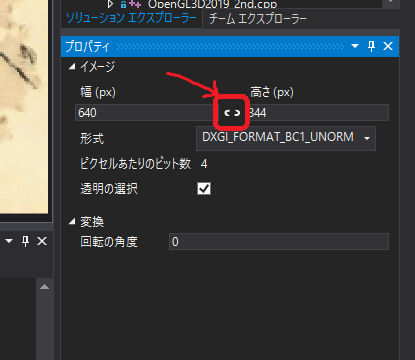 OpenGL3D2019 2nd.cpp
ソリューション エクスプローラー チーム エクスプローラー
プロパティ
イメージ
幅 (px) 高さ (px)
640 344
形式 DXGI_FORMAT_BC1_UNORM
ピクセルあたりのビット数 4
透明の選択
変換
回転の角度 0